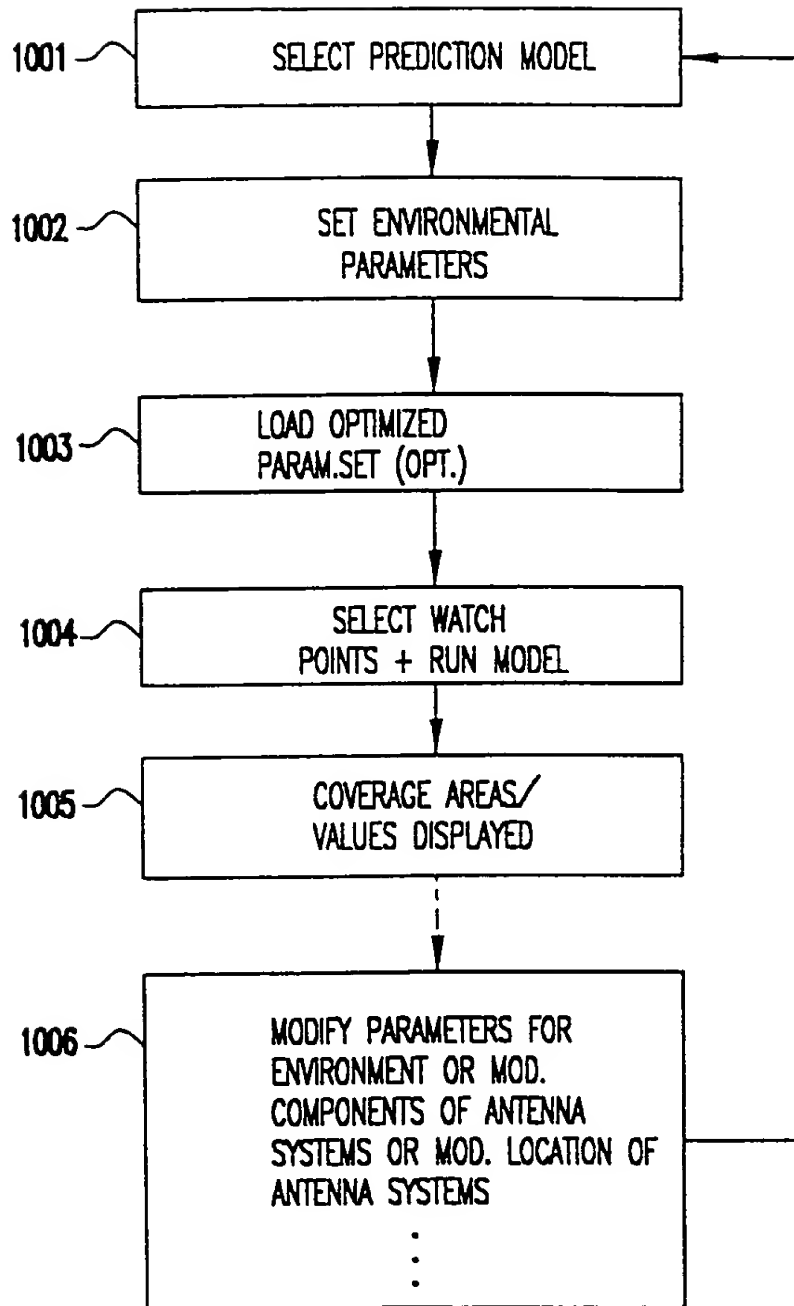 1001
SELECT PREDICTION MODEL
1002
SET ENVIRONMENTAL
PARAMETERS
1003
LOAD OPTIMIZED
PARAM.SET (OPT.)
1004
SELECT WATCH
POINTS + RUN MODEL
1005
COVERAGE AREAS/
VALUES DISPLAYED
1006
MODIFY PARAMETERS FOR
ENVIRONMENT OR MOD.
COMPONENTS OF ANTENNA
SYSTEMS OR MOD. LOCATION OF
ANTENNA SYSTEMS